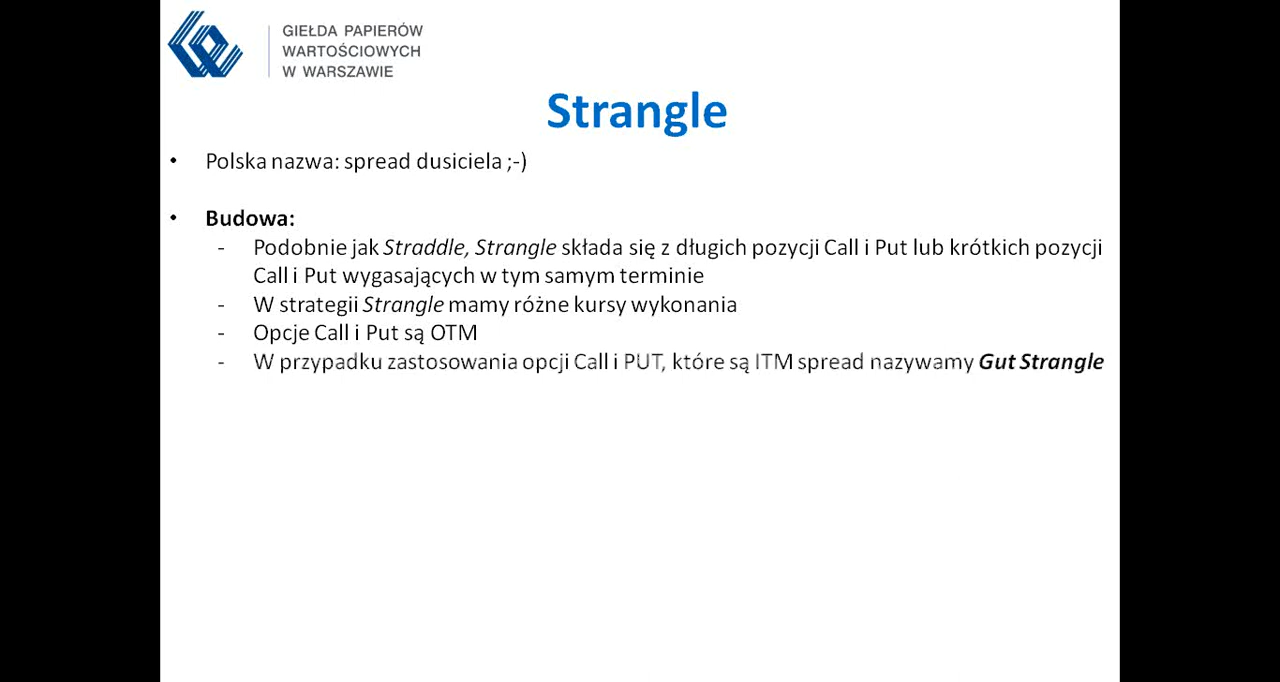 GIEŁDA PAPIERÓW
WARTOŚCIOWYCH
W WARSZAWIE
Strangle
• Polska nazwa: spread dusiciela ;-)
• Budowa:
- Podobnie jak Straddle, Strangle składa się z długich pozycji Call i Put lub krótkich pozycji
Call i Put wygasających w tym samym terminie
- W strategii Strangle mamy różne kursy wykonania
- Opcje Call i Put są OTM
- W przypadku zastosowania opcji Call i PUT, które są ITM spread nazywamy Gut Strangle